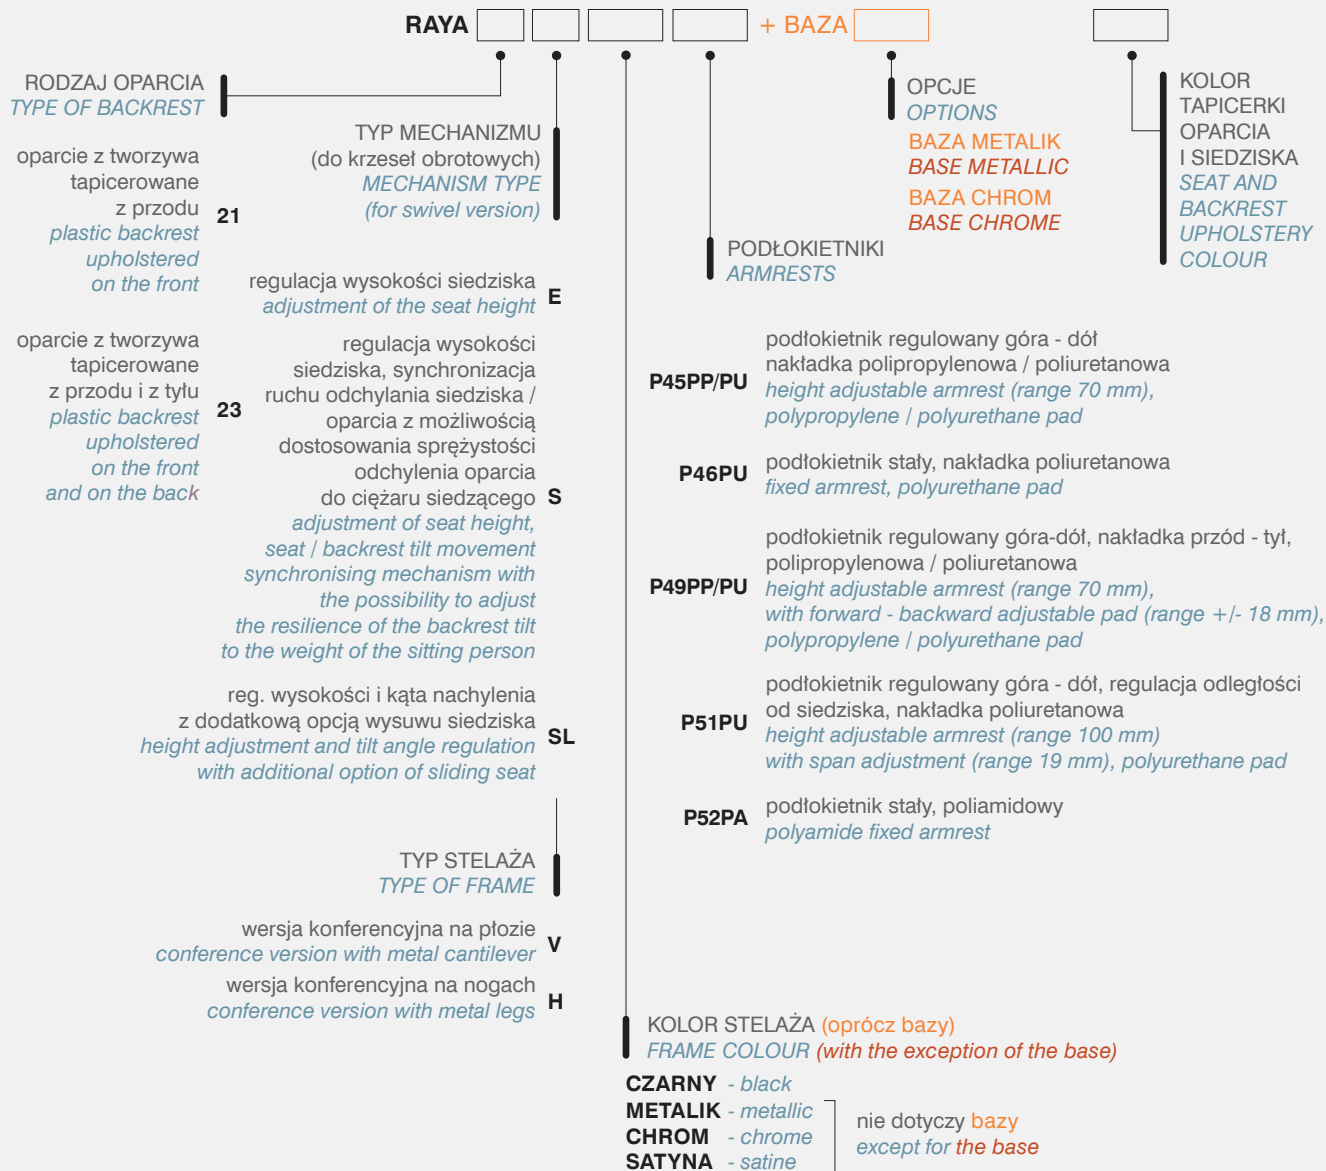 RAYA + BAZA
RODZAJ OPARCIA
TYPE OF BACKREST
oparcie z tworzywa
tapicerowane
z przodu
21
plastic backrest
upholstered
on the front
oparcie z tworzywa
tapicerowane
z przodu i z tyłu
23
plastic backrest
upholstered
on the front
and on the back
TYP MECHANIZMU
(do krzeseł obrotowych)
MECHANISM TYPE
(for swivel version)
regulacja wysokości siedziska
E
adjustment of the seat height
regulacja wysokości
siedziska, synchronizacja
ruchu odchylania siedziska /
oparcia z możliwością
dostosowania sprężystości
odchylenia oparcia
do ciężaru siedzącego
S
adjustment of seat height,
seat / backrest tilt movement
synchronising mechanism with
the possibility to adjust
the resilience of the backrest tilt
to the weight of the sitting person
reg. wysokości i kąta nachylenia
z dodatkową opcją wysuwu siedziska
SL
height adjustment and tilt angle regulation
with additional option of sliding seat
TYP STELAŻA
TYPE OF FRAME
wersja konferencyjna na płozie
V
conference version with metal cantilever
wersja konferencyjna na nogach
H
conference version with metal legs
KOLOR STELAŻA (oprócz bazy)
FRAME COLOUR (with the exception of the base)
CZARNY - black
METALIK - metallic
CHROM - chrome
SATYNA - satine
nie dotyczy bazy
except for the base
PODŁOKIETNIKI
ARMRESTS
podłokietnik regulowany góra - dół
nakładka polipropylenowa / poliuretanowa
P45PP/PU
height adjustable armrest (range 70 mm),
polypropylene / polyurethane pad
P46PU
podłokietnik stały, nakładka poliuretanowa
fixed armrest, polyurethane pad
podłokietnik regulowany góra-dół, nakładka przód - tył,
polipropylenowa / poliuretanowa
P49PP/PU
height adjustable armrest (range 70 mm),
with forward - backward adjustable pad (range +/- 18 mm),
polypropylene / polyurethane pad
podłokietnik regulowany góra - dół, regulacja odległości
od siedziska, nakładka poliuretanowa
P51PU
height adjustable armrest (range 100 mm)
with span adjustment (range 19 mm), polyurethane pad
P52PA
podłokietnik stały, poliamidowy
polyamide fixed armrest
OPCJE
OPTIONS
BAZA METALIK
BASE METALLIC
BAZA CHROM
BASE CHROME
KOLOR
TAPICERKI
OPARCIA
I SIEDZISKA
SEAT AND
BACKREST
UPHOLSTERY
COLOUR